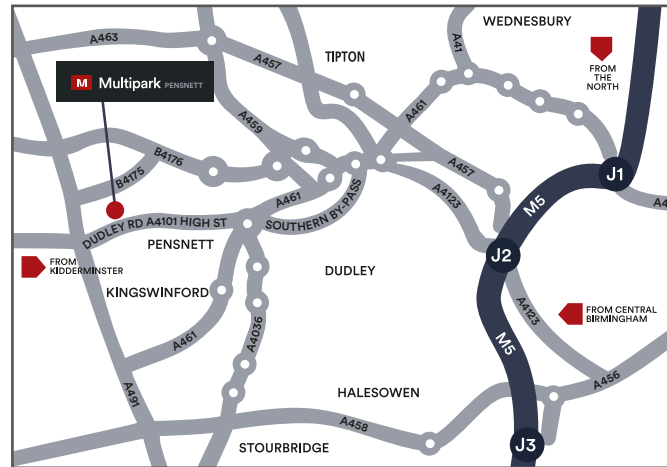 WEDNESBURY
A463
A41
TIPTON
A457
FROM
THE
NORTH
M Multipark PENSNETT
A461
A459
B4176
A457
J1
B4175
A461
A4123
M5
A4
DUDLEY RD A4101 HIGH ST
SOUTHERN BY-PASS
PENSNETT
J2
FROM
KIDDERMINSTER
DUDLEY
KINGSWINFORD
A4123
FROM CENTRAL
BIRMINGHAM
A4036
A461
M5
A456
A491
HALESOWEN
A458
STOURBRIDGE
J3